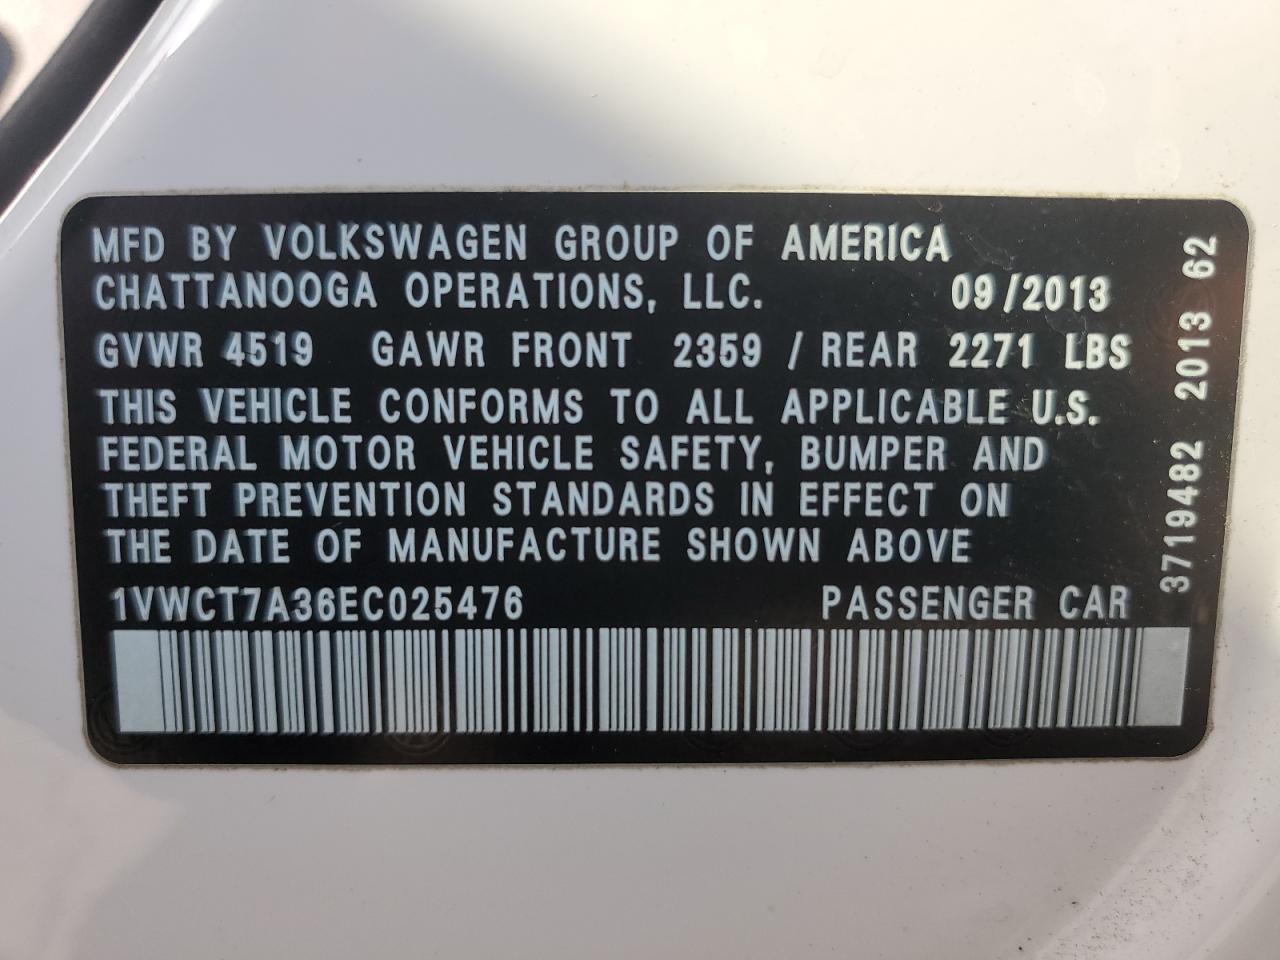 MFD BY VOLKSWAGEN GROUP OF AMERICA
CHATTANOOGA OPERATIONS, LLC. 09/2013
GVWR 4519 GAWR FRONT 2359 / REAR 2271 LBS
THIS VEHICLE CONFORMS TO ALL APPLICABLE U.S.
FEDERAL MOTOR VEHICLE SAFETY, BUMPER AND
THEFT PREVENTION STANDARDS IN EFFECT ON
THE DATE OF MANUFACTURE SHOWN ABOVE
1VWCT7A36EC025476 PASSENGER CAR
3719482 2013 62